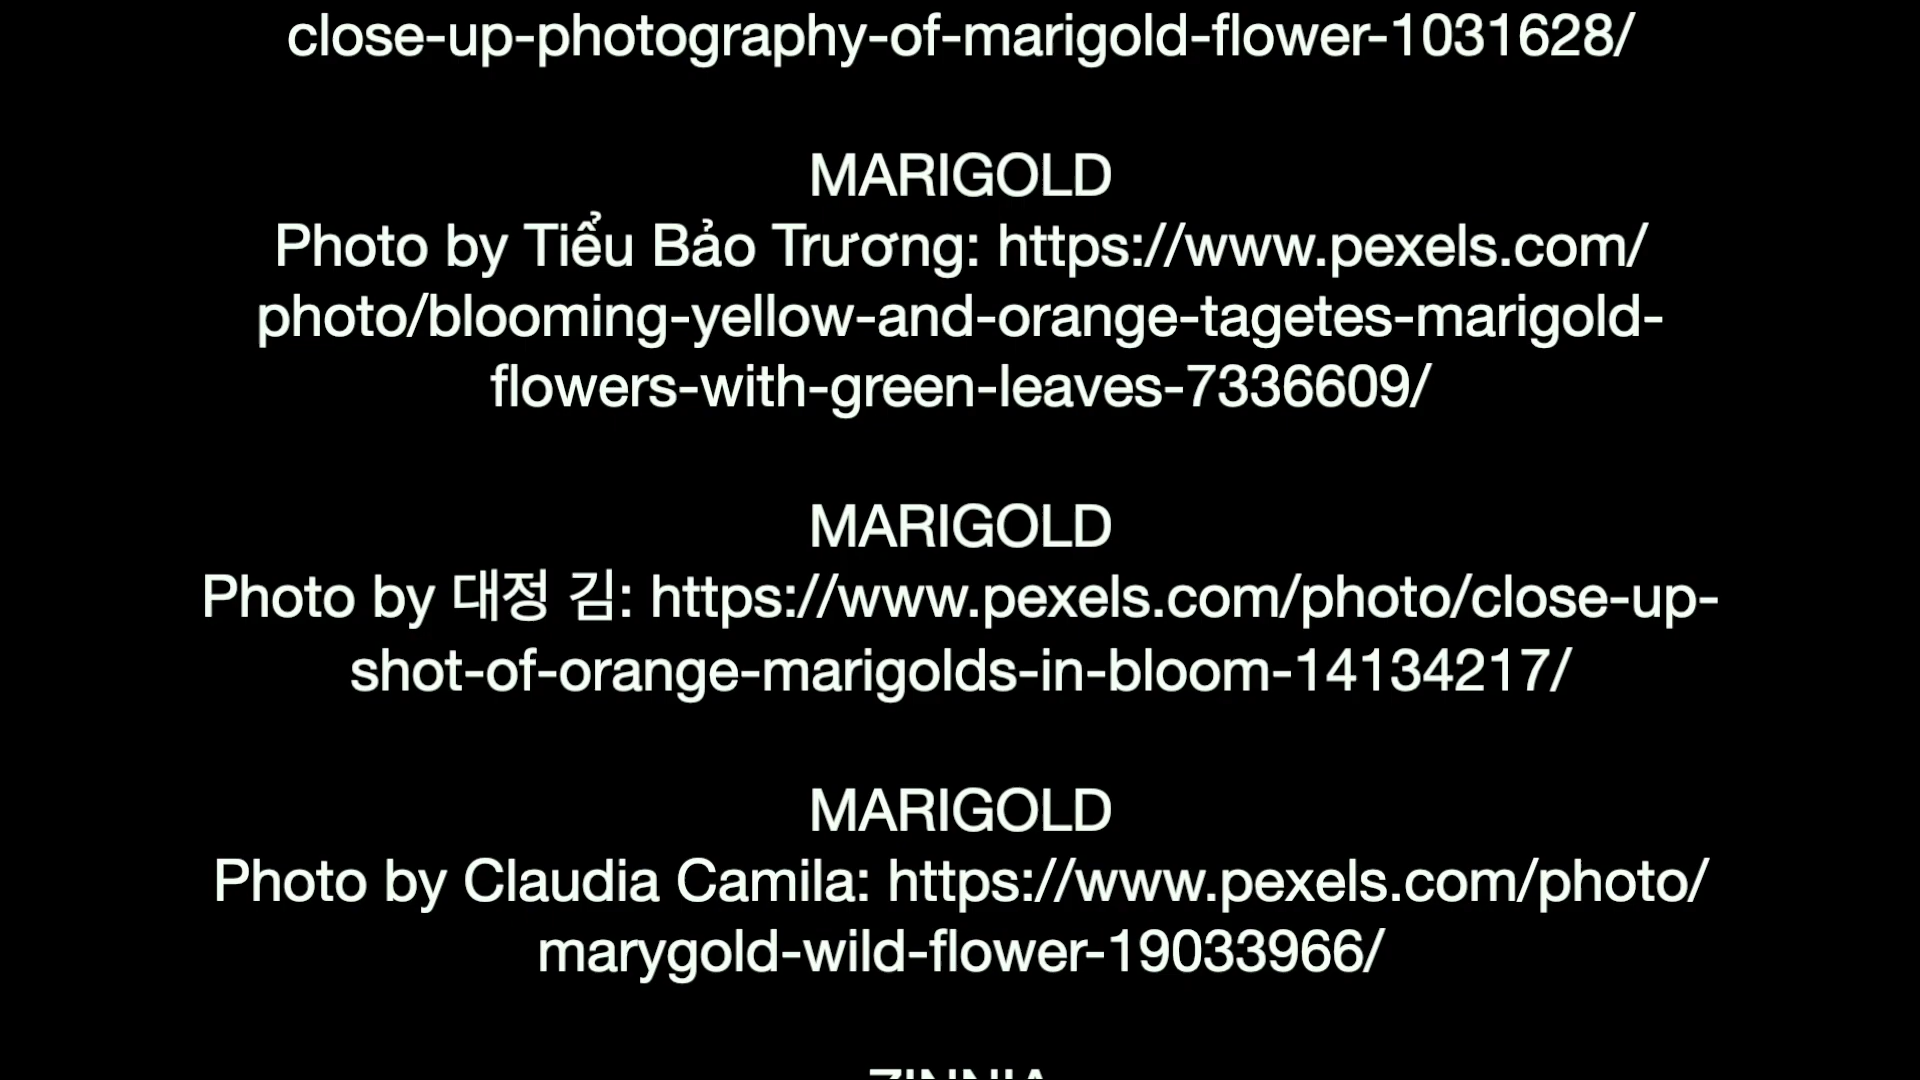 close-up-photography-of-marigold-flower-1031628/
MARIGOLD
Photo by Tiểu Bảo Trương: https://www.pexels.com/
photo/blooming-yellow-and-orange-tagetes-marigold-
flowers-with-green-leaves-7336609/
MARIGOLD
Photo by 대정 김: https://www.pexels.com/photo/close-up-
shot-of-orange-marigolds-in-bloom-14134217/
MARIGOLD
Photo by Claudia Camila: https://www.pexels.com/photo/
marygold-wild-flower-19033966/
ZINNIA